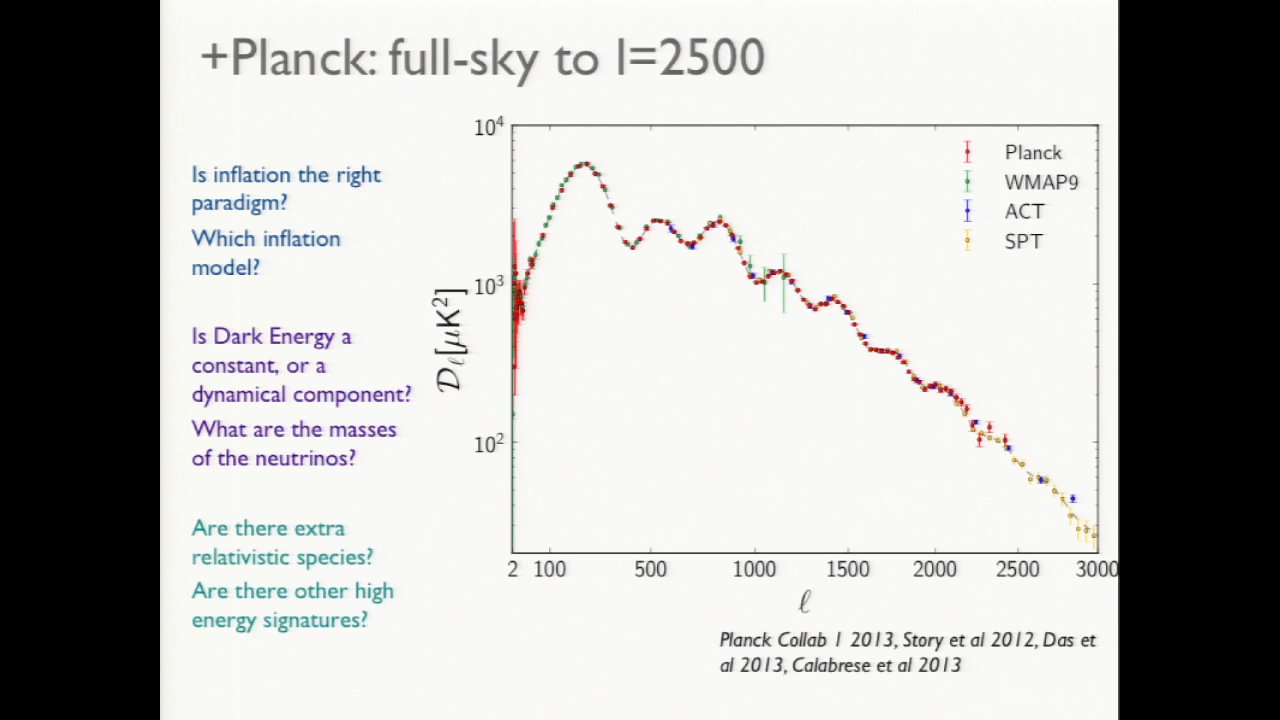 +Planck: full-sky to l=2500
Is inflation the right
paradigm?
Which inflation
model?
Is Dark Energy a
constant, or a
dynamical component?
What are the masses
of the neutrinos?
Are there extra
relativistic species?
Are there other high
energy signatures?
Planck
WMAP9
ACT
SPT
10⁴
10³
10²
𝒟ℓ[μK²]
2 100 500 1000 1500 2000 2500 3000
ℓ
Planck Collab I 2013, Story et al 2012, Das et
al 2013, Calabrese et al 2013